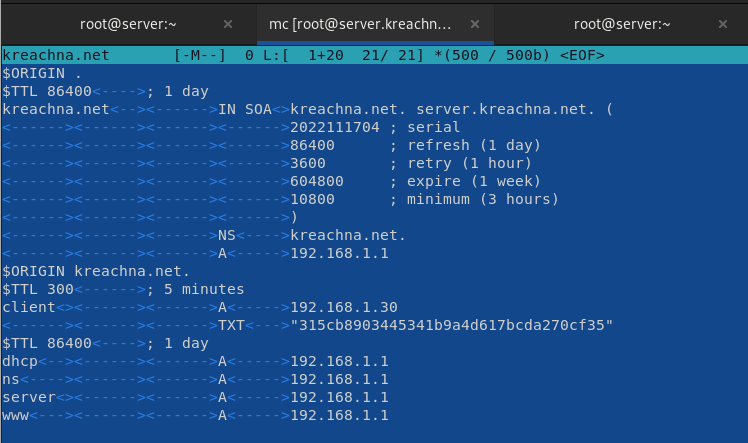 root@server:~ × mc [root@server.kreachn... × root@server:~ ×
kreachna.net [-M--] 0 L:[ 1+20 21/ 21] *(500 / 500b) <EOF>
$ORIGIN .
$TTL 86400<---->; 1 day
kreachna.net<--><------>IN SOA<>kreachna.net. server.kreachna.net. (
<------><------><------><------>2022111704 ; serial
<------><------><------><------>86400      ; refresh (1 day)
<------><------><------><------>3600       ; retry (1 hour)
<------><------><------><------>604800     ; expire (1 week)
<------><------><------><------>10800      ; minimum (3 hours)
<------><------><------><------>)
<------><------><------>NS<---->kreachna.net.
<------><------><------>A<----->192.168.1.1
$ORIGIN kreachna.net.
$TTL 300<------>; 5 minutes
client<><------><------>A<----->192.168.1.30
<------><------><------>TXT<--->"315cb8903445341b9a4d617bcda270cf35"
$TTL 86400<---->; 1 day
dhcp<--><------><------>A<----->192.168.1.1
ns<----><------><------>A<----->192.168.1.1
server<><------><------>A<----->192.168.1.1
www<---><------><------>A<----->192.168.1.1